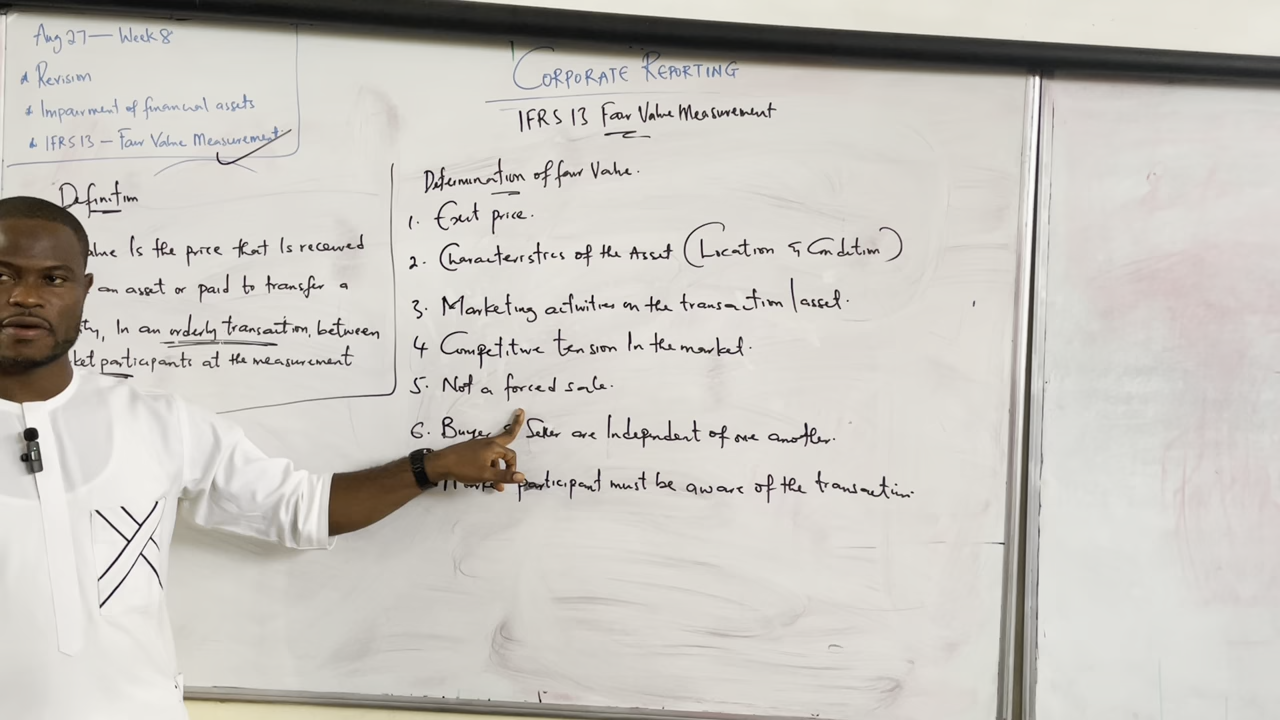 Aug 27 — Week 8
* Revision
* Impairment of financial assets
* IFRS 13 — Fair Value Measurement
CORPORATE REPORTING
IFRS 13 Fair Value Measurement
Definition
Is the price that Is received
an asset or paid to transfer a
In an orderly transaction, between
participants at the measurement
Determination of fair Value.
1. Exit price.
2. Characteristics of the Asset (Location & Condition)
3. Marketing activities on the transaction / asset.
4 Competitive tension In the market.
5. Not a forced sale.
6. Buyer & Seller are Independent of one another.
participant must be aware of the transaction.